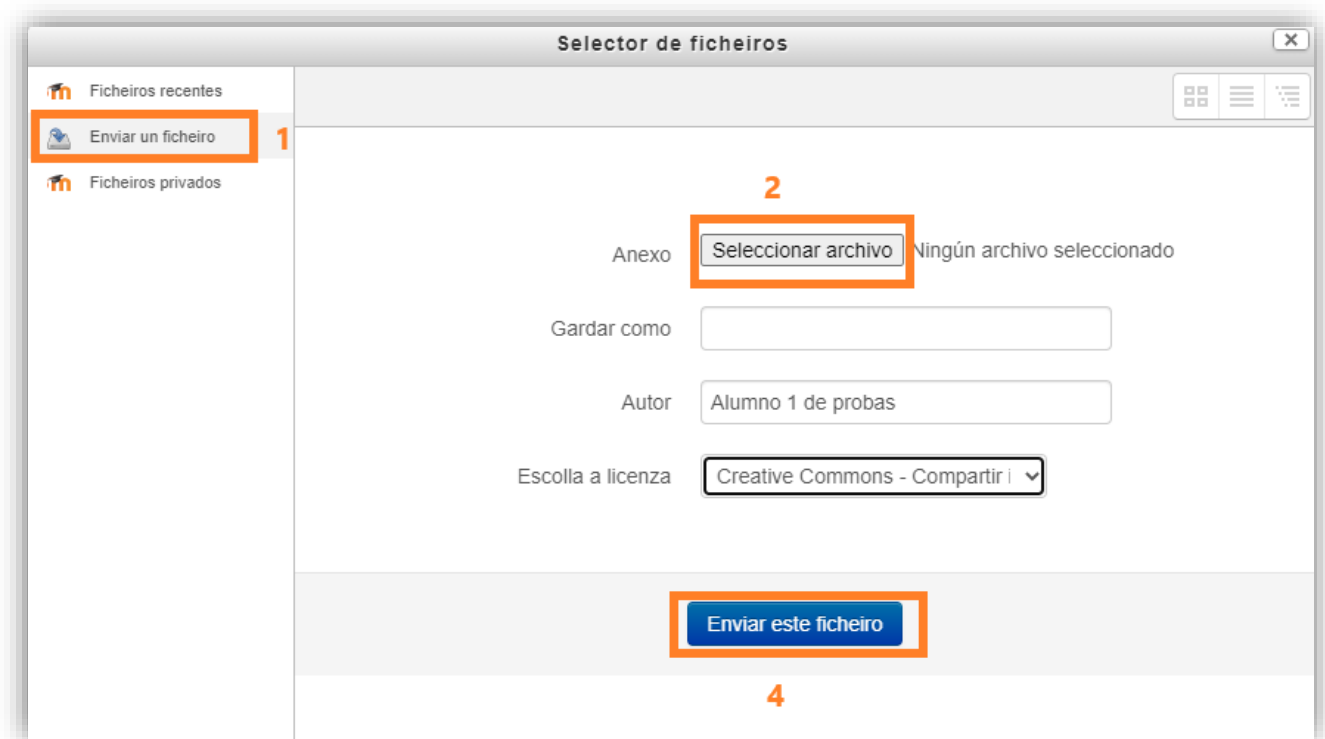 Selector de ficheiros
Ficheiros recentes
Enviar un ficheiro 1
Ficheiros privados
2
Anexo Seleccionar archivo Ningún archivo seleccionado
Gardar como
Autor Alumno 1 de probas
Escolla a licenza Creative Commons - Compartir i
Enviar este ficheiro
4